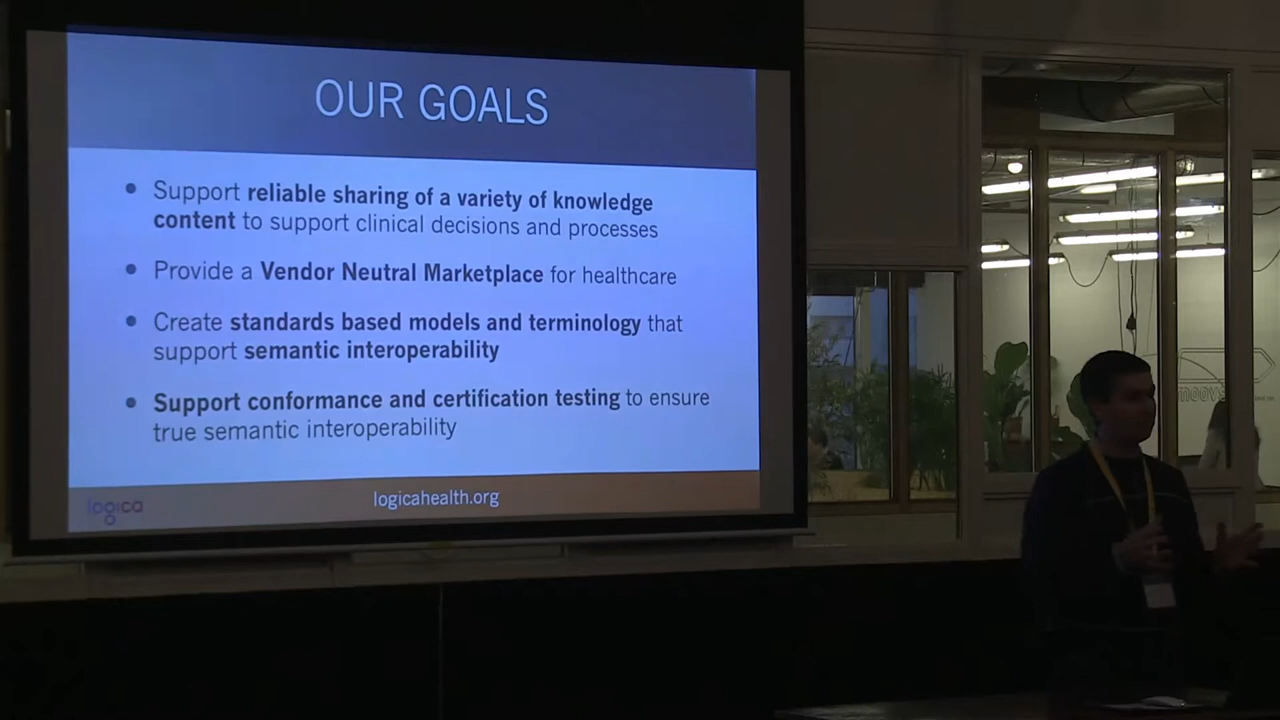 OUR GOALS
• Support reliable sharing of a variety of knowledge
content to support clinical decisions and processes
• Provide a Vendor Neutral Marketplace for healthcare
• Create standards based models and terminology that
support semantic interoperability
• Support conformance and certification testing to ensure
true semantic interoperability
logica
logicahealth.org